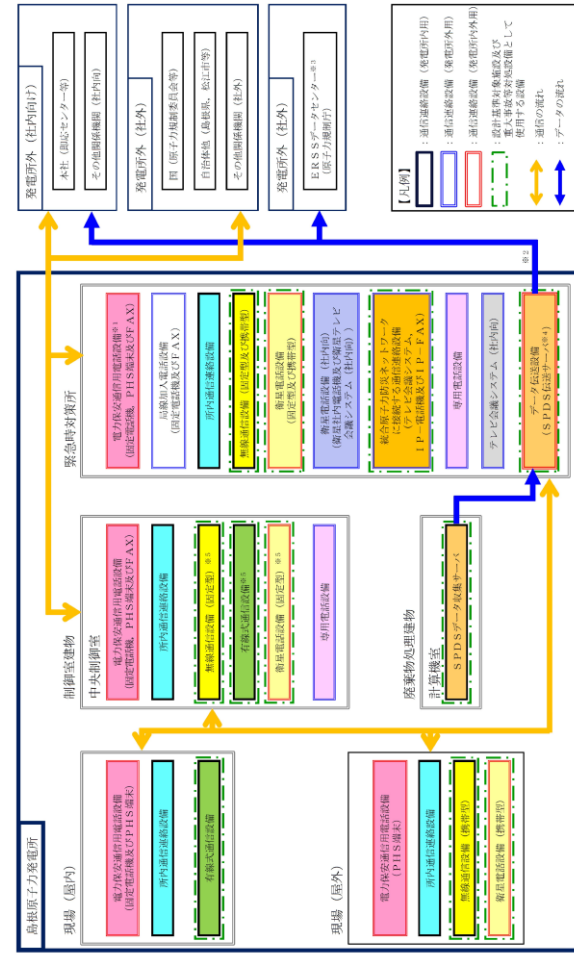 島根原子力発電所
現場（屋内）
電力保安通信用電話設備
（固定電話機及びPHS端末）
所内通信連絡設備
有線式通信設備
現場（屋外）
電力保安通信用電話設備
（PHS端末）
所内通信連絡設備
無線通信設備（携帯型）
衛星電話設備（携帯型）
制御室建物
中央制御室
電力保安通信用電話設備
（固定電話機、PHS端末及びFAX）
所内通信連絡設備
無線通信設備（固定型）※５
有線式通信設備※５
衛星電話設備（固定型）※５
専用電話設備
廃棄物処理建物
計算機室
SPDSデータ収集サーバ
緊急時対策所
電力保安通信用電話設備※１
（固定電話機、PHS端末及びFAX）
局線加入電話設備
（固定電話機及びFAX）
所内通信連絡設備
無線通信設備（固定型及び携帯型）
衛星電話設備
（固定型及び携帯型）
衛星電話設備（社内向）
（衛星社内電話機及び衛星テレビ
会議システム（社内向））
統合原子力防災ネットワーク
に接続する通信連絡設備
（テレビ会議システム、
IP－電話機及びIP－FAX）
専用電話設備
テレビ会議システム（社内向）
データ伝送設備
（SPDS伝送サーバ※４）
※２
発電所外（社内向け）
本社（即応センター等）
その他関係機関（社内向）
発電所外（社外）
国（原子力規制委員会等）
自治体他（島根県、松江市等）
その他関係機関（社外）
発電所外（社外）
ERSSデータセンター※３
（原子力規制庁）
【凡例】
：通信連絡設備（発電所内用）
：通信連絡設備（発電所外用）
：通信連絡設備（発電所内外用）
：設計基準対象施設及び
重大事故等対処設備として
使用する設備
：通信の流れ
：データの流れ